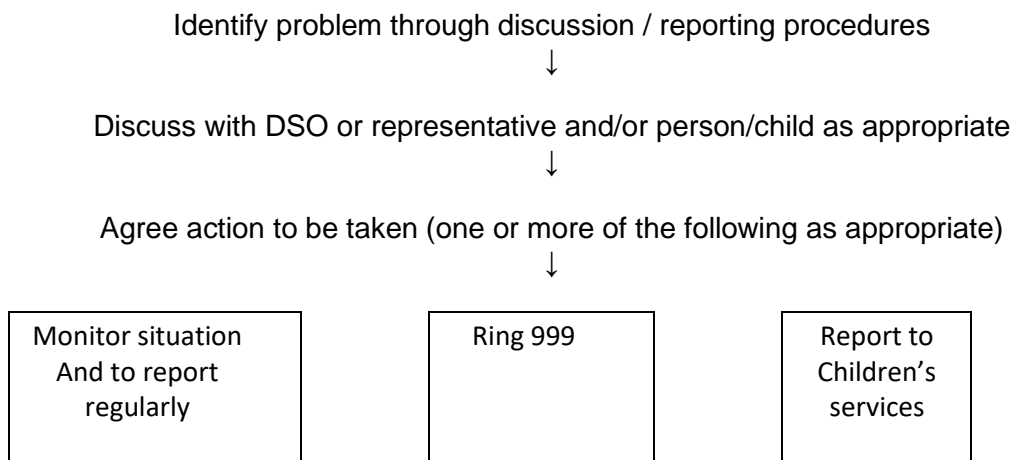 Identify problem through discussion / reporting procedures
↓
Discuss with DSO or representative and/or person/child as appropriate
↓
Agree action to be taken (one or more of the following as appropriate)
↓
Monitor situation
And to report
regularly
Ring 999
Report to
Children’s
services